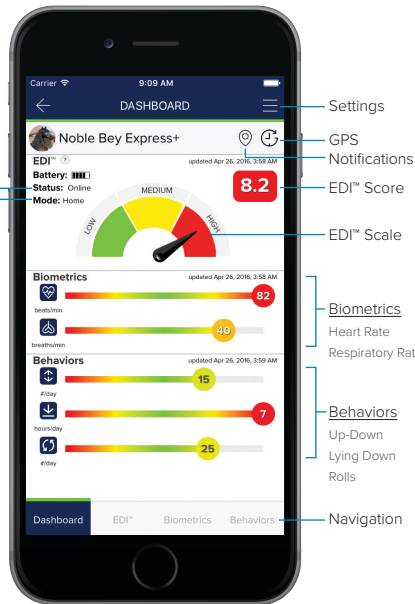 Carrier 9:09 AM
DASHBOARD
Settings
Noble Bey Express+
GPS
Notifications
EDI™ ? updated Apr 26, 2016, 3:58 AM
Battery:
Status: Online
Mode: Home
LOW
MEDIUM
HIGH
8.2
EDI™ Score
EDI™ Scale
Biometrics updated Apr 26, 2016, 3:58 AM
82
beats/min
40
breaths/min
Biometrics
Heart Rate
Respiratory Rat
Behaviors updated Apr 26, 2016, 3:59 AM
15
#/day
7
hours/day
25
#/day
Behaviors
Up-Down
Lying Down
Rolls
Dashboard EDI™ Biometrics Behaviors
Navigation